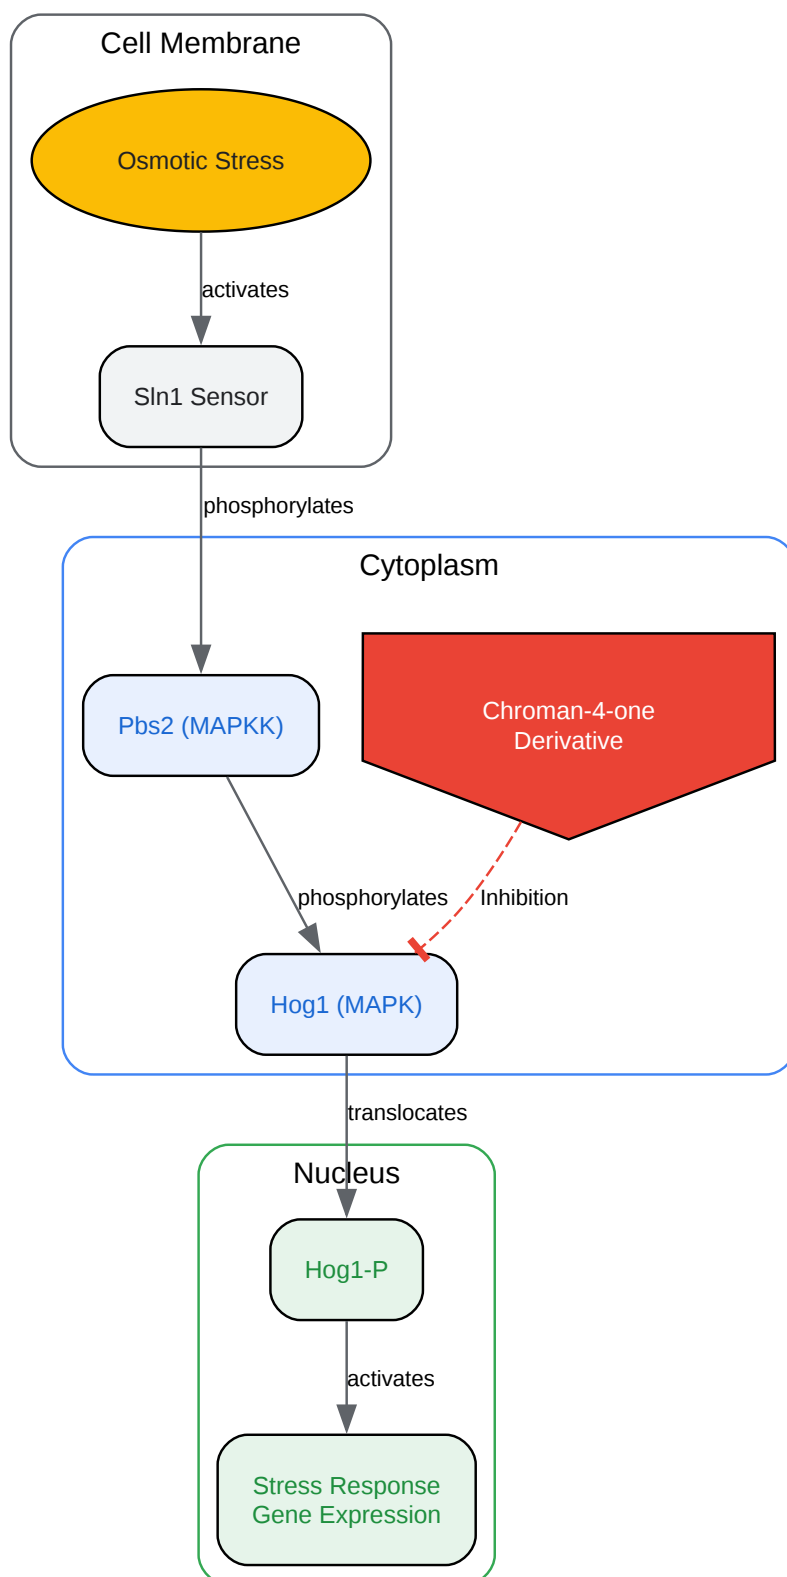 Cell Membrane
Osmotic Stress
activates
Sln1 Sensor
phosphorylates
Cytoplasm
Pbs2 (MAPKK)
Chroman-4-one
Derivative
phosphorylates
Inhibition
Hog1 (MAPK)
translocates
Nucleus
Hog1-P
activates
Stress Response
Gene Expression